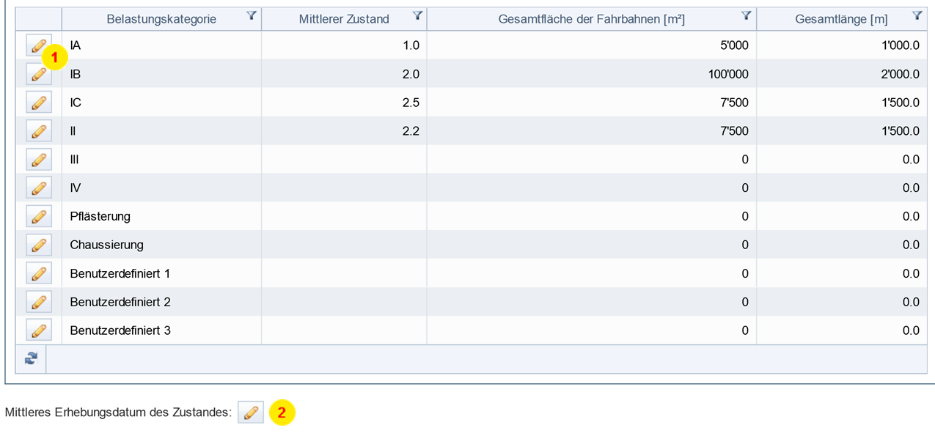 Belastungskategorie Mittlerer Zustand Gesamtfläche der Fahrbahnen [m²] Gesamtlänge [m]
IA 1.0 5'000 1'000.0
1
IB 2.0 100'000 2'000.0
IC 2.5 7'500 1'500.0
II 2.2 7'500 1'500.0
III 0 0.0
IV 0 0.0
Pflästerung 0 0.0
Chaussierung 0 0.0
Benutzerdefiniert 1 0 0.0
Benutzerdefiniert 2 0 0.0
Benutzerdefiniert 3 0 0.0
Mittleres Erhebungsdatum des Zustandes: 2